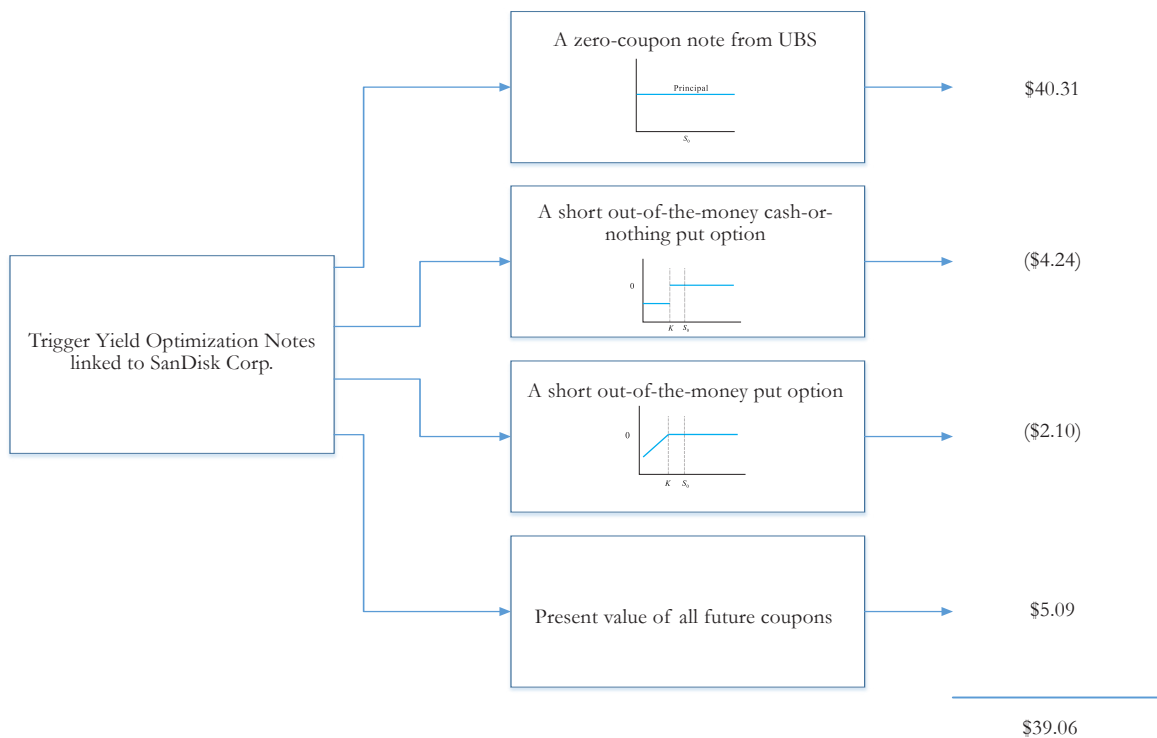 A zero-coupon note from UBS
Principal
S₀
$40.31
A short out-of-the-money cash-or-
nothing put option
0
K
S₀
($4.24)
Trigger Yield Optimization Notes
linked to SanDisk Corp.
A short out-of-the-money put option
0
K
S₀
($2.10)
Present value of all future coupons
$5.09
$39.06